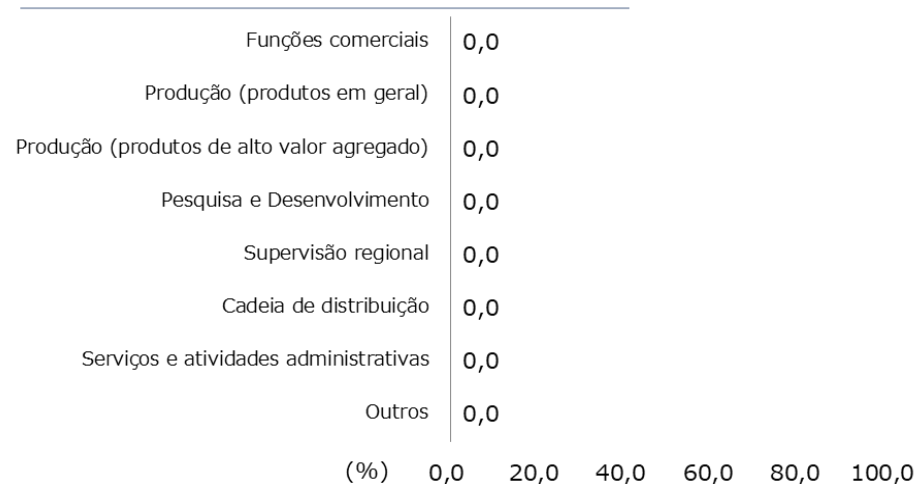 Funções comerciais 0,0
Produção (produtos em geral) 0,0
Produção (produtos de alto valor agregado) 0,0
Pesquisa e Desenvolvimento 0,0
Supervisão regional 0,0
Cadeia de distribuição 0,0
Serviços e atividades administrativas 0,0
Outros 0,0
(%) 0,0 20,0 40,0 60,0 80,0 100,0